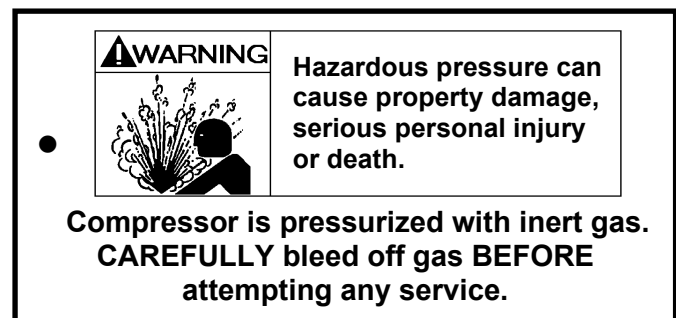 WARNING
Hazardous pressure can
cause property damage,
serious personal injury
or death.
Compressor is pressurized with inert gas.
CAREFULLY bleed off gas BEFORE
attempting any service.